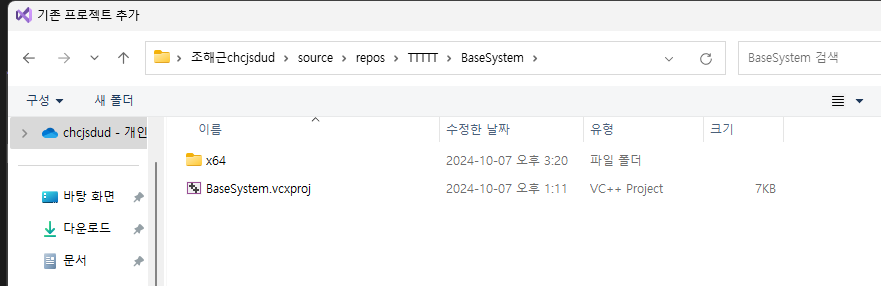 기존 프로젝트 추가
조해근chcjsdud > source > repos > TTTTT > BaseSystem >
BaseSystem 검색
구성 새 폴더
chcjsdud - 개인
이름 수정한 날짜 유형 크기
x64 2024-10-07 오후 3:20 파일 폴더
바탕 화면
BaseSystem.vcxproj 2024-10-07 오후 1:11 VC++ Project 7KB
다운로드
문서